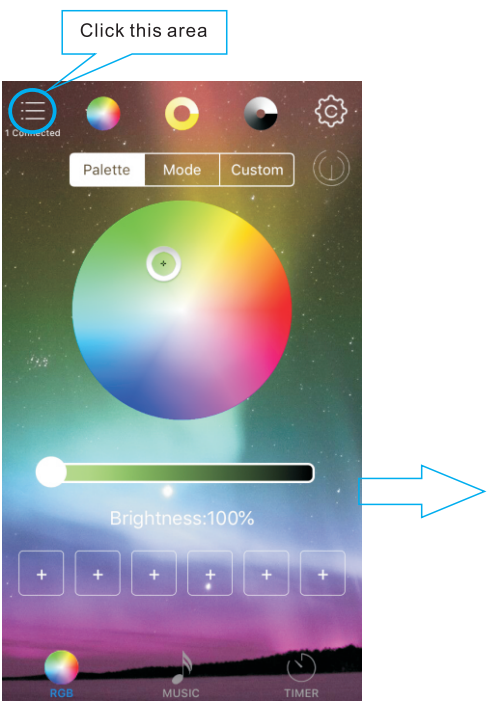 Click this area
1 Connected
Palette Mode Custom
Brightness:100%
+ + + + + +
RGB MUSIC TIMER